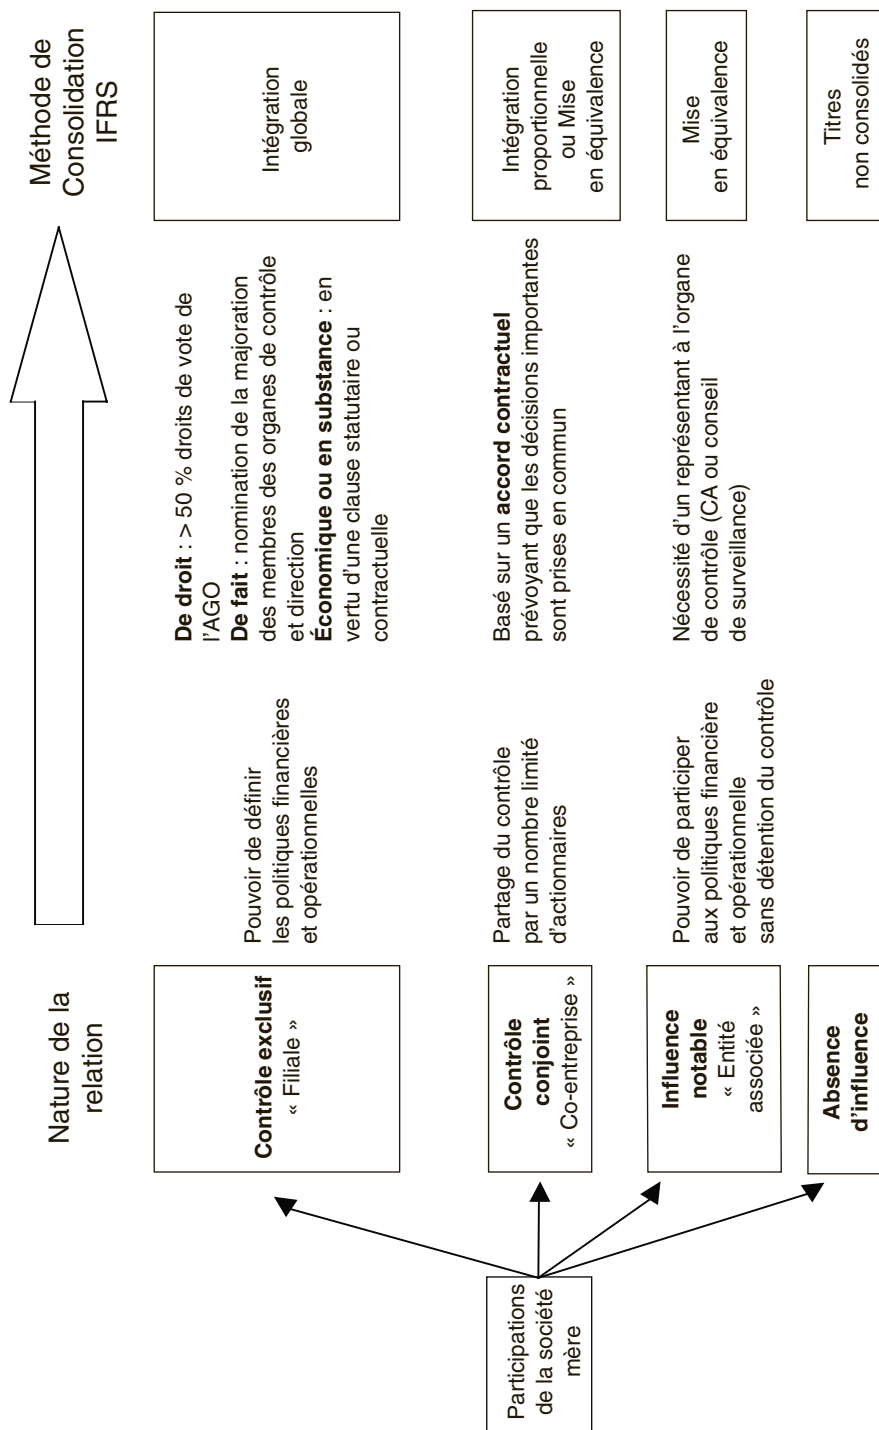 Nature de la
relation
Méthode de
Consolidation
IFRS
Participations
de la société
mère
Contrôle exclusif
« Filiale »
Pouvoir de définir
les politiques financières
et opérationnelles
De droit : > 50 % droits de vote de
l’AGO
De fait : nomination de la majoration
des membres des organes de contrôle
et direction
Économique ou en substance : en
vertu d’une clause statutaire ou
contractuelle
Intégration
globale
Contrôle
conjoint
« Co-entreprise »
Partage du contrôle
par un nombre limité
d’actionnaires
Basé sur un accord contractuel
prévoyant que les décisions importantes
sont prises en commun
Intégration
proportionnelle
ou Mise
en équivalence
Influence
notable
« Entité
associée »
Pouvoir de participer
aux politiques financière
et opérationnelle
sans détention du contrôle
Nécessité d’un représentant à l’organe
de contrôle (CA ou conseil
de surveillance)
Mise
en équivalence
Absence
d’influence
Titres
non consolidés